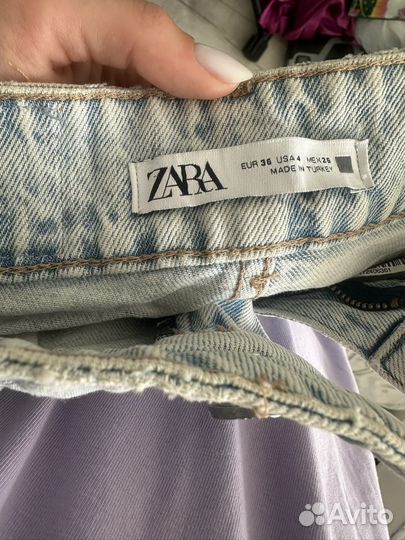 ZARA
EUR 36 USA 4 MEX 26
MADE IN TURKEY
Avito